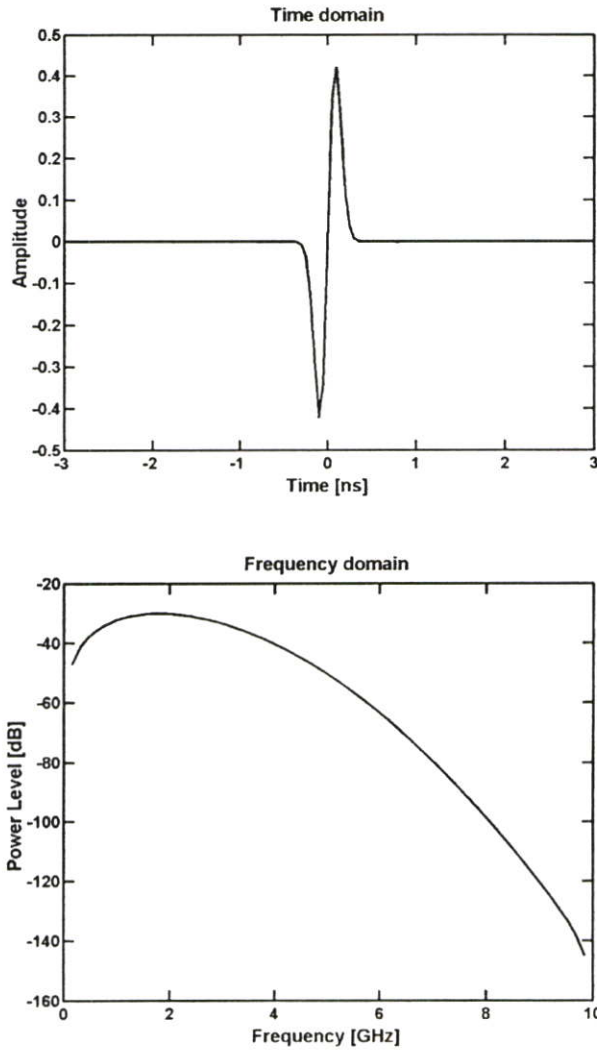 Time domain
0.5
0.4
0.3
0.2
0.1
0
-0.1
-0.2
-0.3
-0.4
-0.5
Amplitude
-3 -2 -1 0 1 2 3
Time [ns]
Frequency domain
-20
-40
-60
-80
-100
-120
-140
-160
Power Level [dB]
0 2 4 6 8 10
Frequency [GHz]